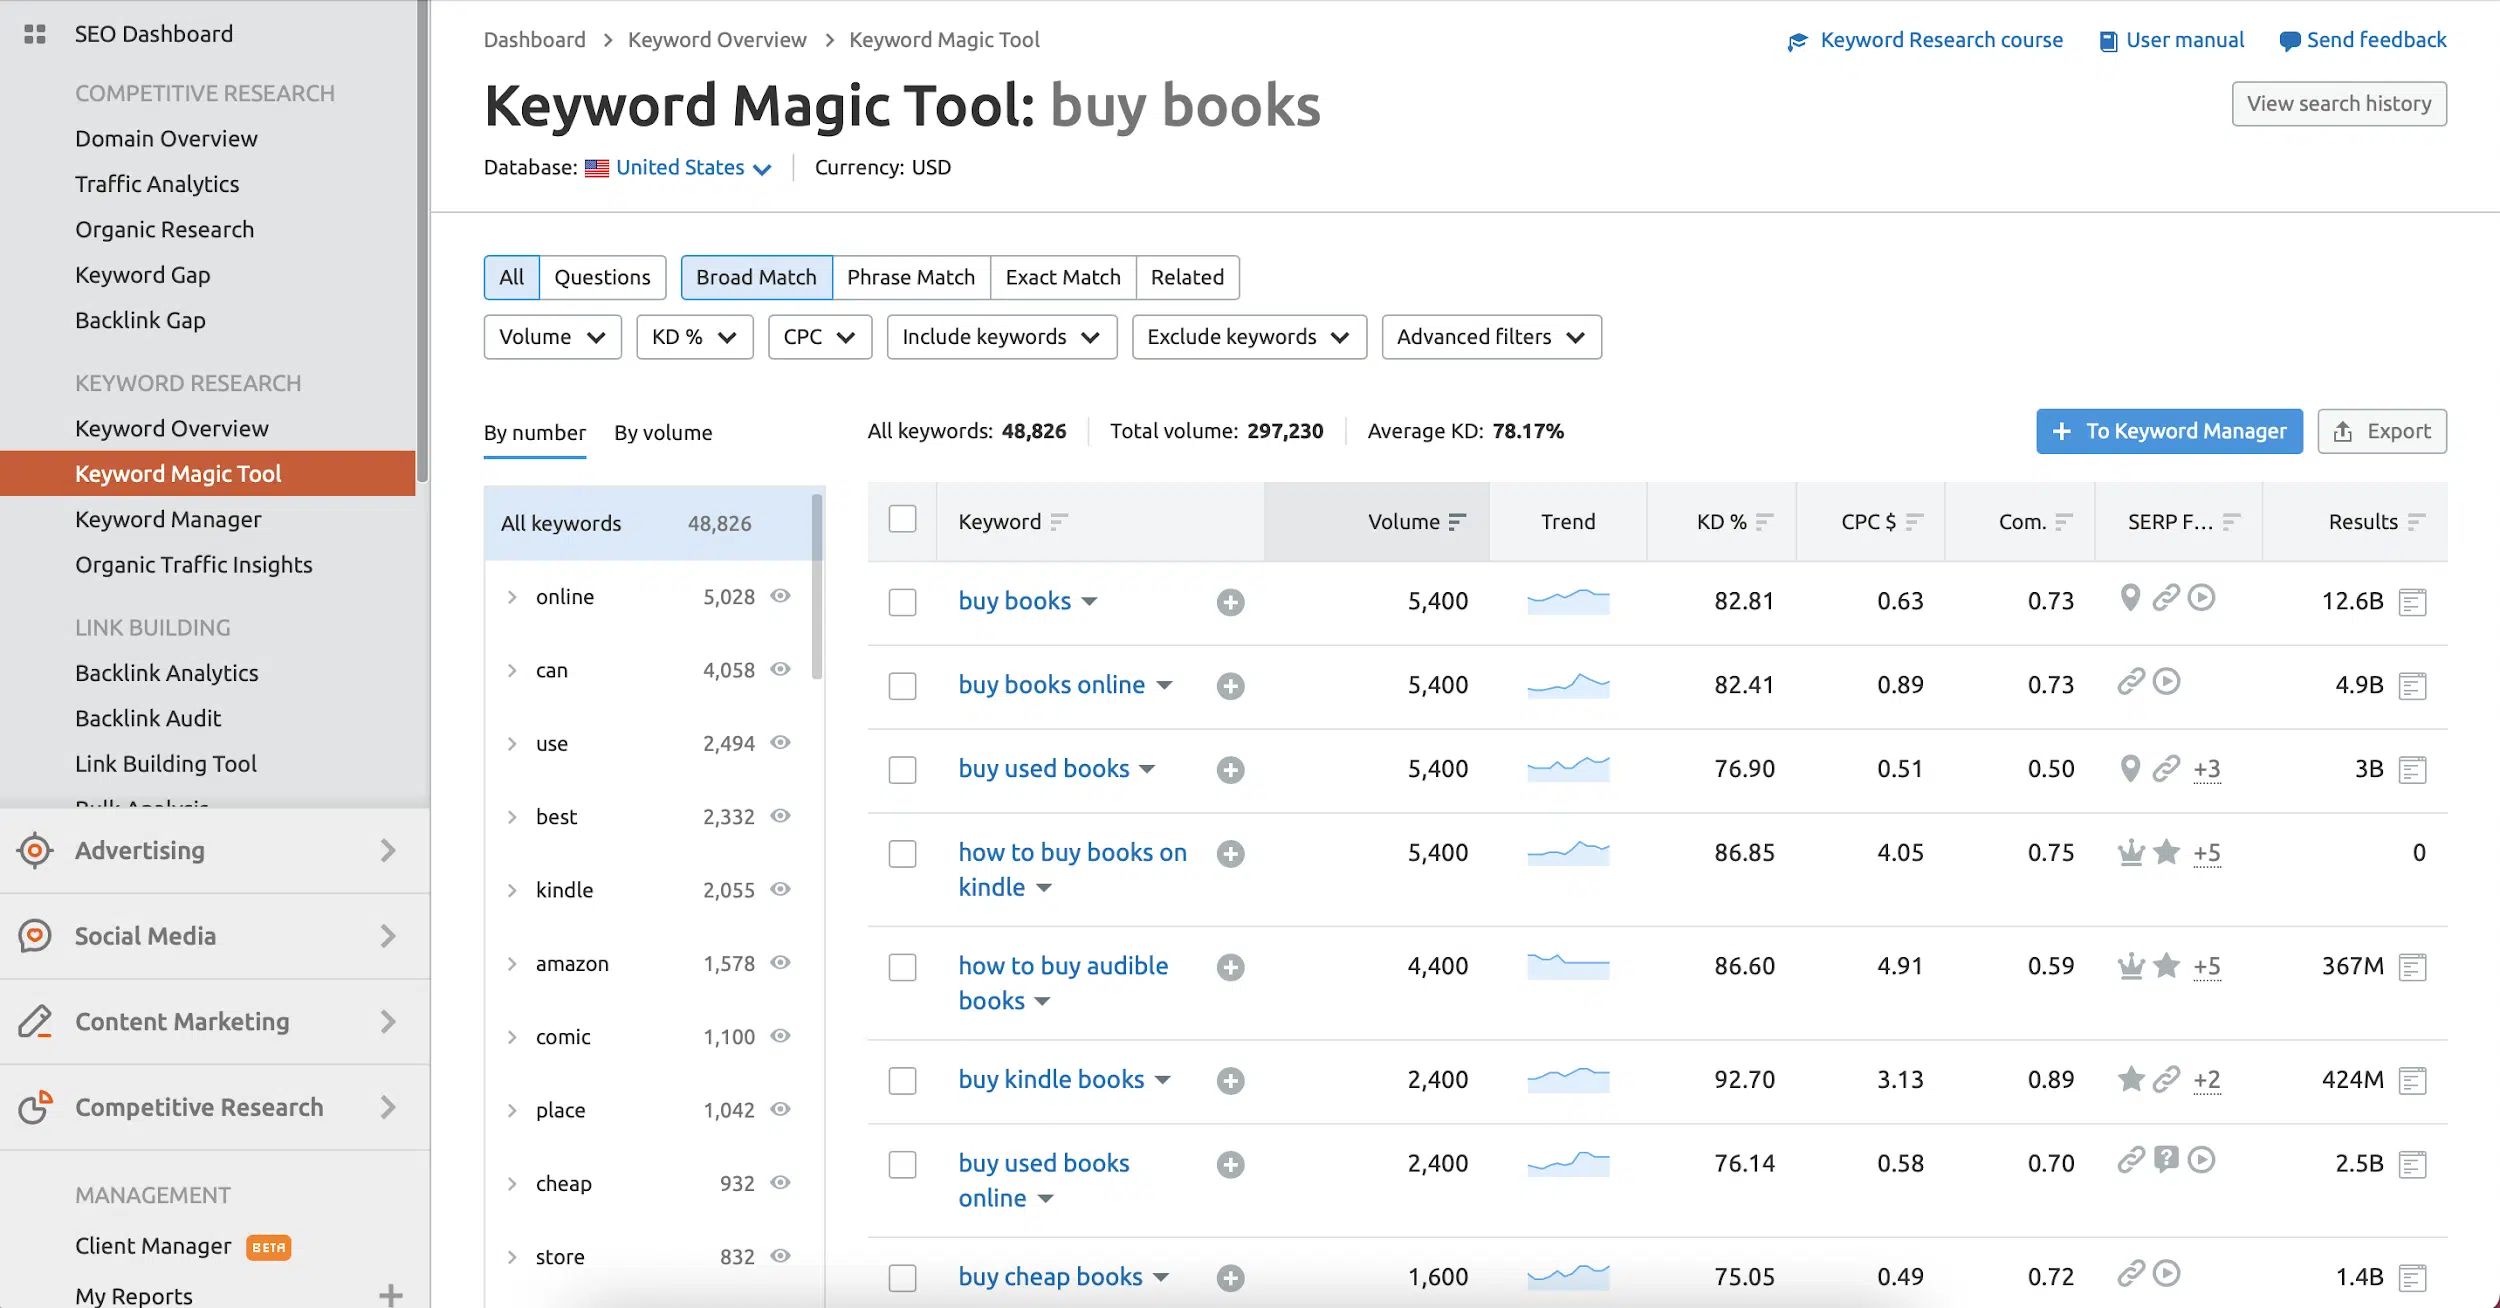 SEO Dashboard
COMPETITIVE RESEARCH
Domain Overview
Traffic Analytics
Organic Research
Keyword Gap
Backlink Gap
KEYWORD RESEARCH
Keyword Overview
Keyword Magic Tool
Keyword Manager
Organic Traffic Insights
LINK BUILDING
Backlink Analytics
Backlink Audit
Link Building Tool
Bulk Analysis
Advertising
Social Media
Content Marketing
Competitive Research
MANAGEMENT
Client Manager BETA
My Reports
Dashboard > Keyword Overview > Keyword Magic Tool
Keyword Research course User manual Send feedback
Keyword Magic Tool: buy books
View search history
Database: United States Currency: USD
All Questions Broad Match Phrase Match Exact Match Related
Volume KD % CPC Include keywords Exclude keywords Advanced filters
By number By volume
All keywords: 48,826 Total volume: 297,230 Average KD: 78.17%
+ To Keyword Manager Export
All keywords 48,826
online 5,028
can 4,058
use 2,494
best 2,332
kindle 2,055
amazon 1,578
comic 1,100
place 1,042
cheap 932
store 832
Keyword Volume Trend KD % CPC $ Com. SERP F... Results
buy books 5,400 82.81 0.63 0.73 12.6B
buy books online 5,400 82.41 0.89 0.73 4.9B
buy used books 5,400 76.90 0.51 0.50 +3 3B
how to buy books on 5,400 86.85 4.05 0.75 +5 0
kindle
how to buy audible 4,400 86.60 4.91 0.59 +5 367M
books
buy kindle books 2,400 92.70 3.13 0.89 +2 424M
buy used books 2,400 76.14 0.58 0.70 2.5B
online
buy cheap books 1,600 75.05 0.49 0.72 1.4B